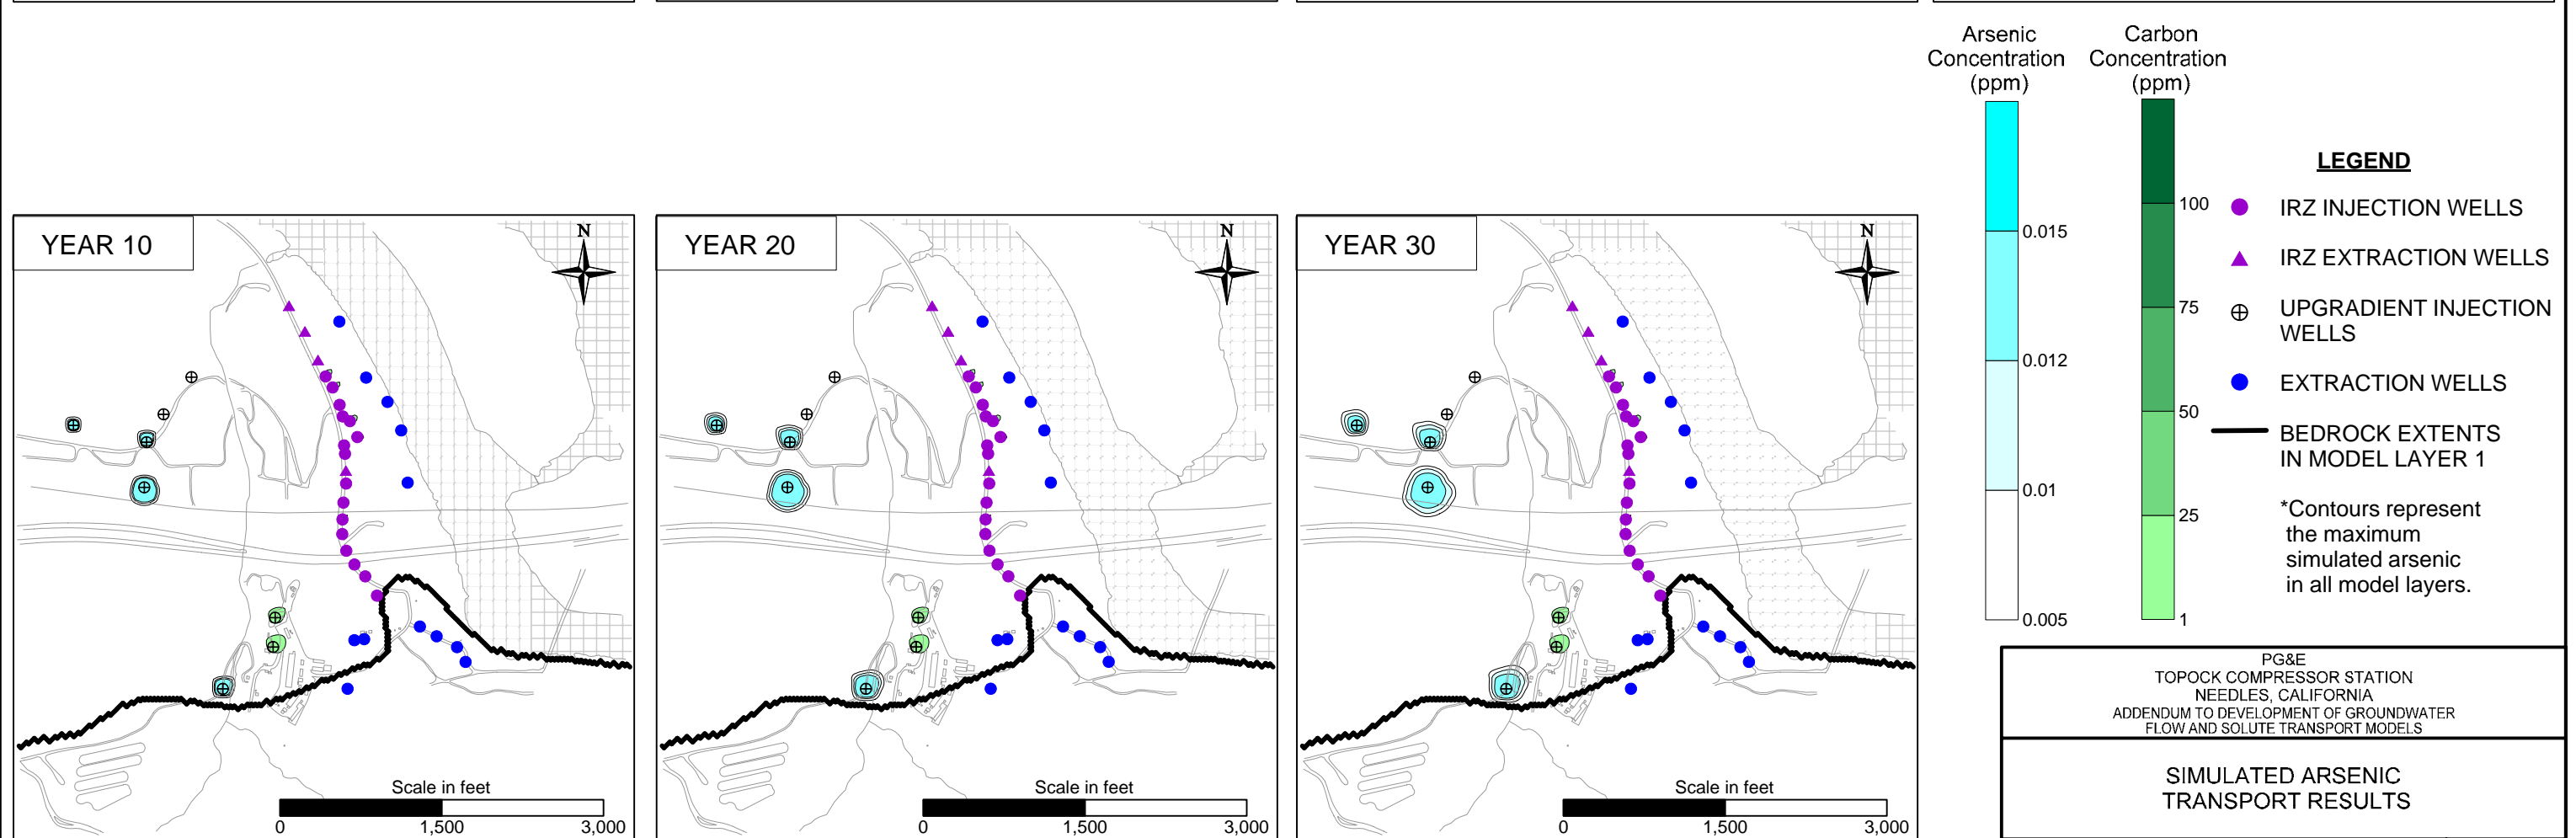 YEAR 10
N
Scale in feet
0 1,500 3,000
YEAR 20
N
Scale in feet
0 1,500 3,000
YEAR 30
N
Scale in feet
0 1,500 3,000
Arsenic
Concentration
(ppm)
0.015
0.012
0.01
0.005
Carbon
Concentration
(ppm)
100
75
50
25
1
LEGEND
IRZ INJECTION WELLS
IRZ EXTRACTION WELLS
UPGRADIENT INJECTION
WELLS
EXTRACTION WELLS
BEDROCK EXTENTS
IN MODEL LAYER 1
*Contours represent
the maximum
simulated arsenic
in all model layers.
PG&E
TOPOCK COMPRESSOR STATION
NEEDLES, CALIFORNIA
ADDENDUM TO DEVELOPMENT OF GROUNDWATER
FLOW AND SOLUTE TRANSPORT MODELS
SIMULATED ARSENIC
TRANSPORT RESULTS